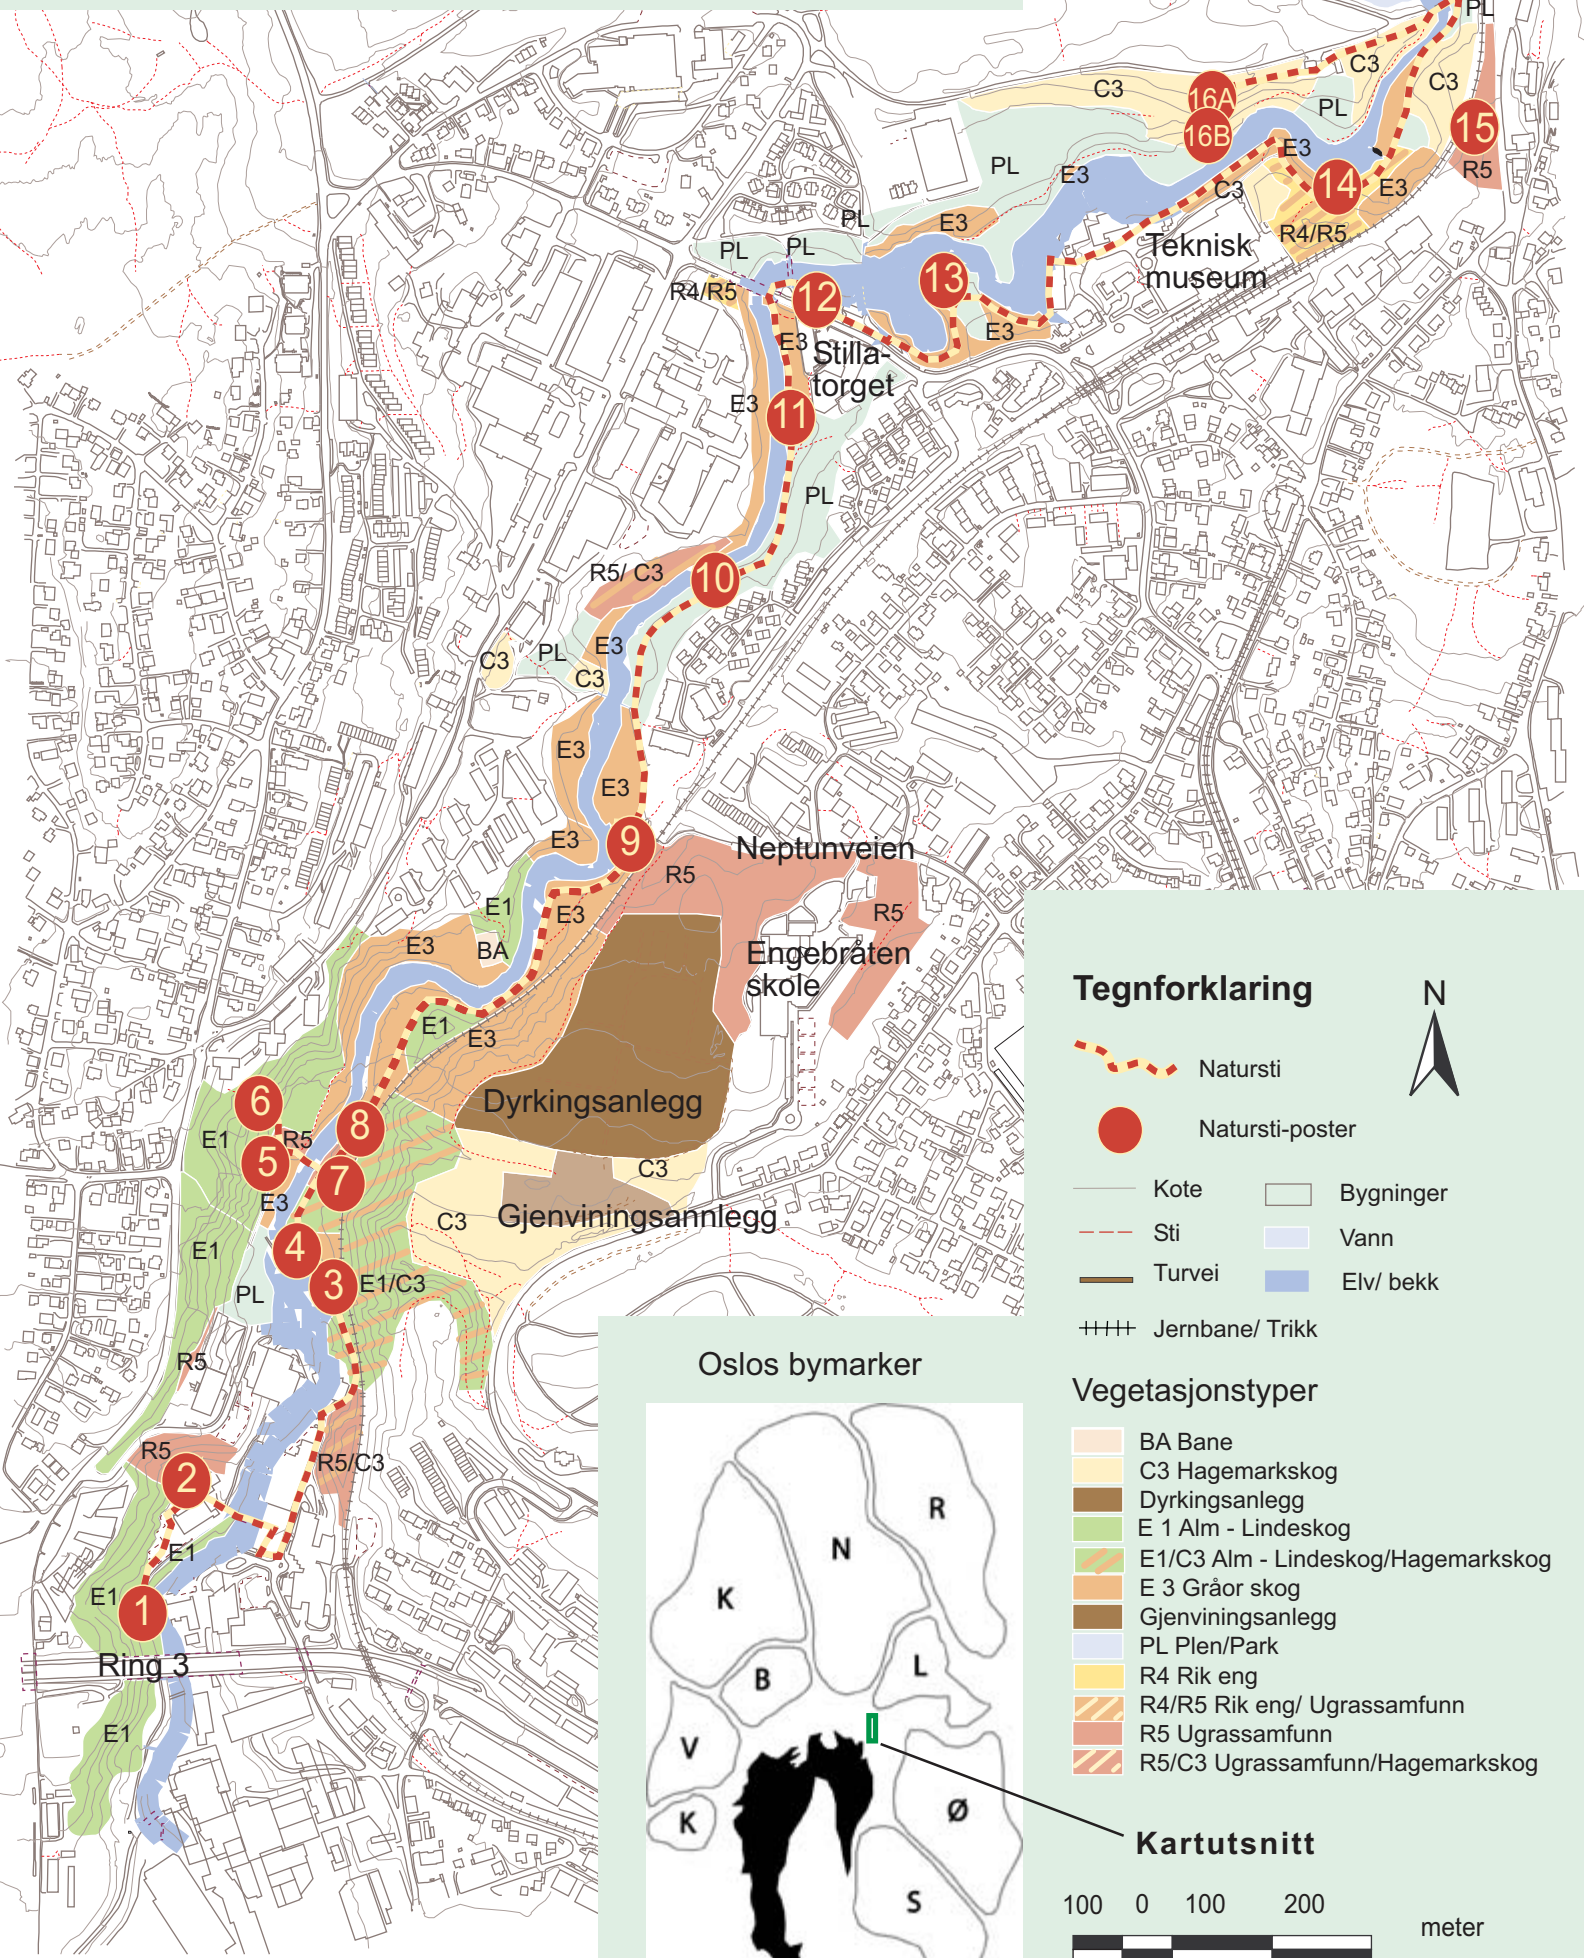 PL
C3
C3
C3
16A
PL
16B
15
PL
E3
E3
R5
14
E3
C3
PL
E3
R4/R5
Teknisk
museum
PL
PL
13
R4/R5
12
E3
E3
Stilla-
torget
E3
11
PL
R5/ C3
10
E3
PL
C3
C3
E3
E3
E3
9
Neptunveien
R5
E1
E3
R5
E3
BA
Engebråten
skole
E1
E3
Dyrkingsanlegg
6
8
E1
R5
5
7
C3
E3
C3
Gjenviningsannlegg
4
E1
3
E1/C3
PL
R5
R5
2
R5/C3
E1
E1
1
Ring 3
E1
Tegnforklaring
N
Natursti
Natursti-poster
Kote
Bygninger
Sti
Vann
Turvei
Elv/ bekk
Jernbane/ Trikk
Vegetasjonstyper
BA Bane
C3 Hagemarkskog
Dyrkingsanlegg
E 1 Alm - Lindeskog
E1/C3 Alm - Lindeskog/Hagemarkskog
E 3 Gråor skog
Gjenviningsanlegg
PL Plen/Park
R4 Rik eng
R4/R5 Rik eng/ Ugrassamfunn
R5 Ugrassamfunn
R5/C3 Ugrassamfunn/Hagemarkskog
Oslos bymarker
R
N
K
L
B
V
K
Ø
S
Kartutsnitt
100 0 100 200
meter